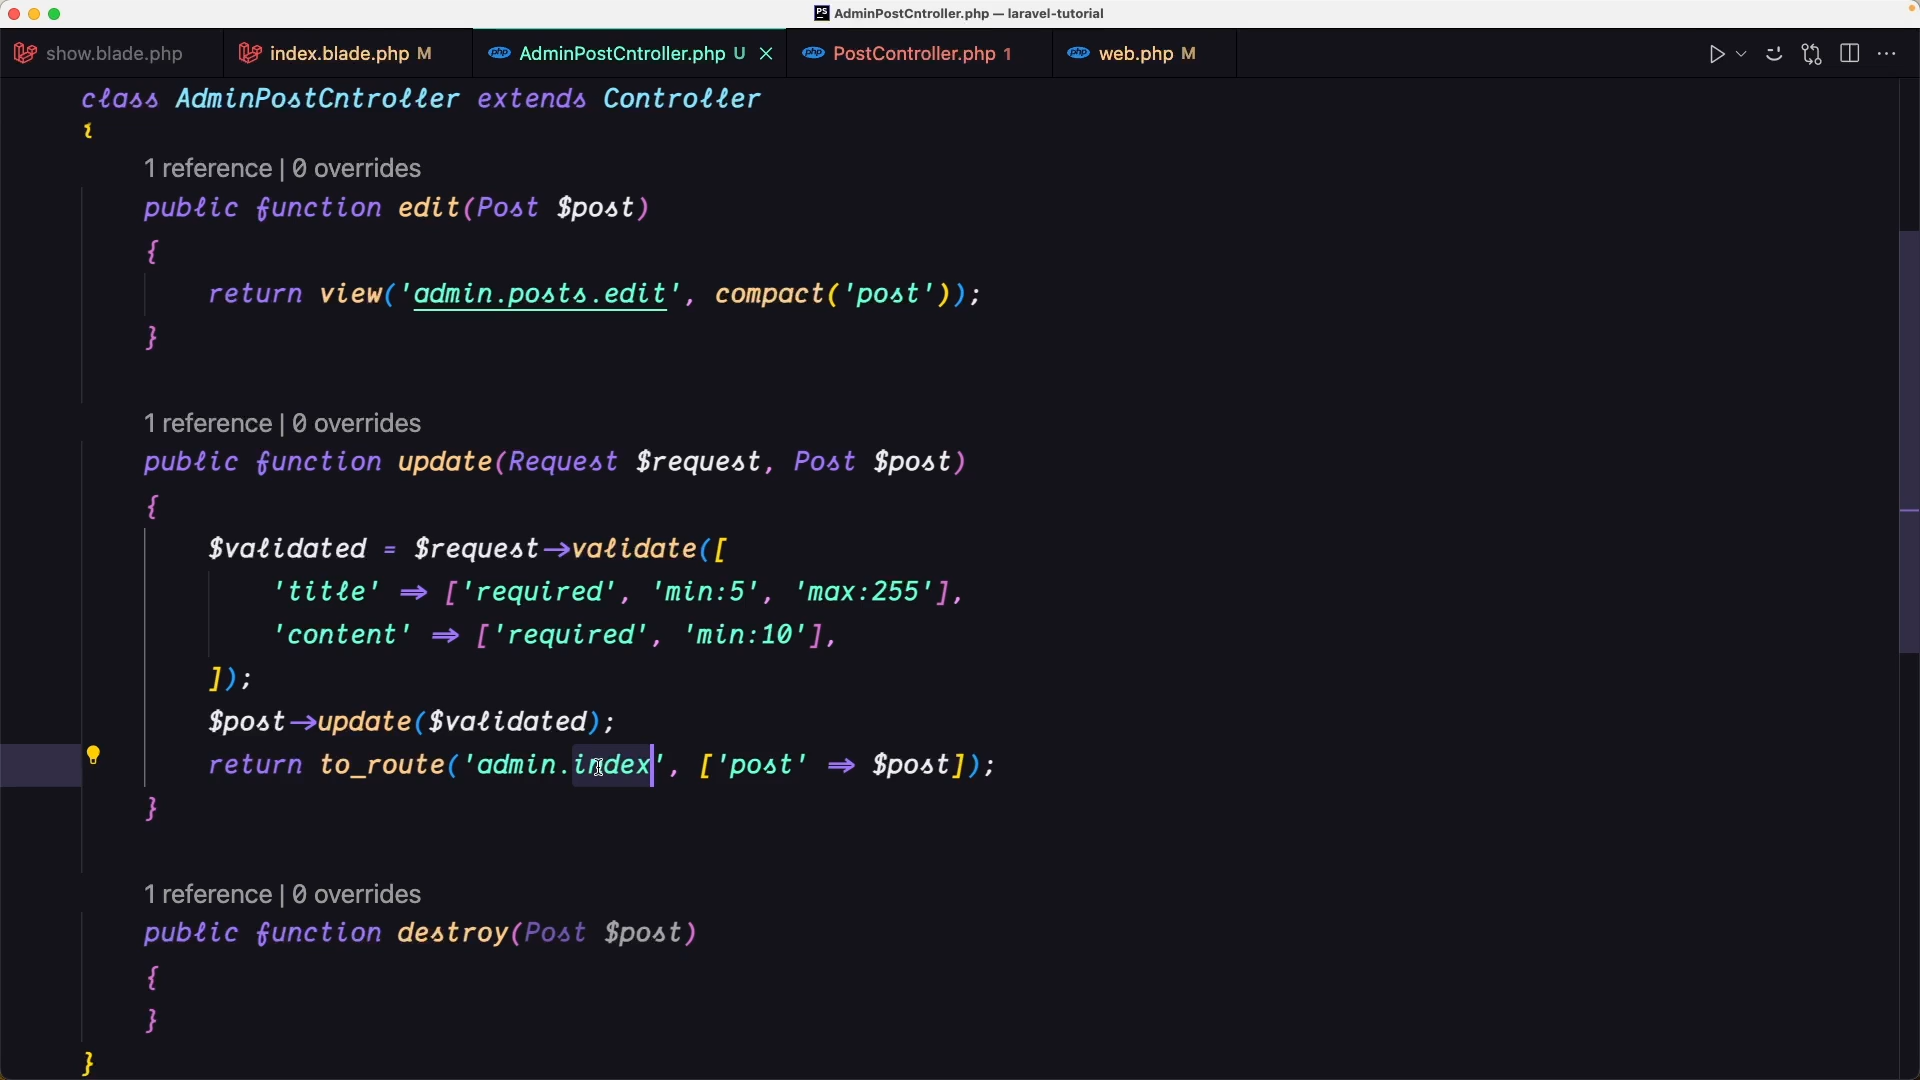 AdminPostCntroller.php — laravel-tutorial
show.blade.php
index.blade.php M
AdminPostCntroller.php U
PostController.php 1
web.php M
class AdminPostCntroller extends Controller
{
1 reference | 0 overrides
public function edit(Post $post)
{
return view('admin.posts.edit', compact('post'));
}
1 reference | 0 overrides
public function update(Request $request, Post $post)
{
$validated = $request->validate([
'title' => ['required', 'min:5', 'max:255'],
'content' => ['required', 'min:10'],
]);
$post->update($validated);
return to_route('admin.index', ['post' => $post]);
}
1 reference | 0 overrides
public function destroy(Post $post)
{
}
}